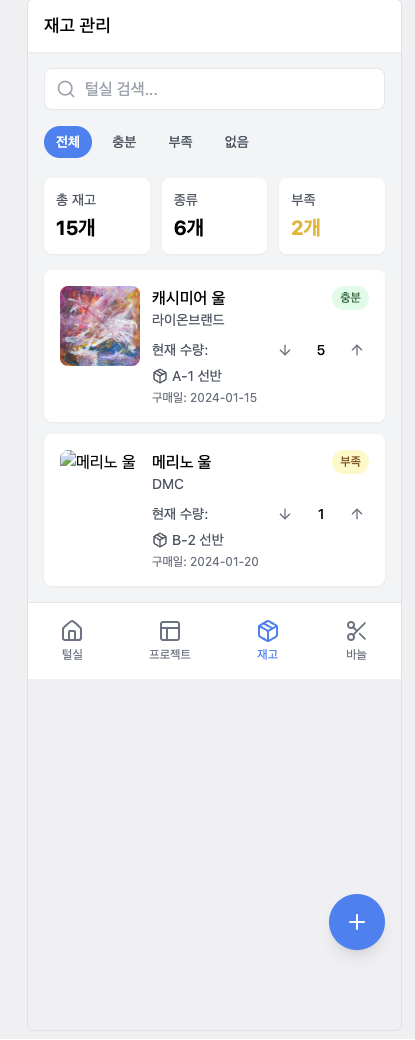 재고 관리
털실 검색...
전체 충분 부족 없음
총 재고 종류 부족
15개 6개 2개
캐시미어 울 충분
라이온브랜드
현재 수량: 5
A-1 선반
구매일: 2024-01-15
메리노 울 메리노 울 부족
DMC
현재 수량: 1
B-2 선반
구매일: 2024-01-20
털실 프로젝트 재고 바늘